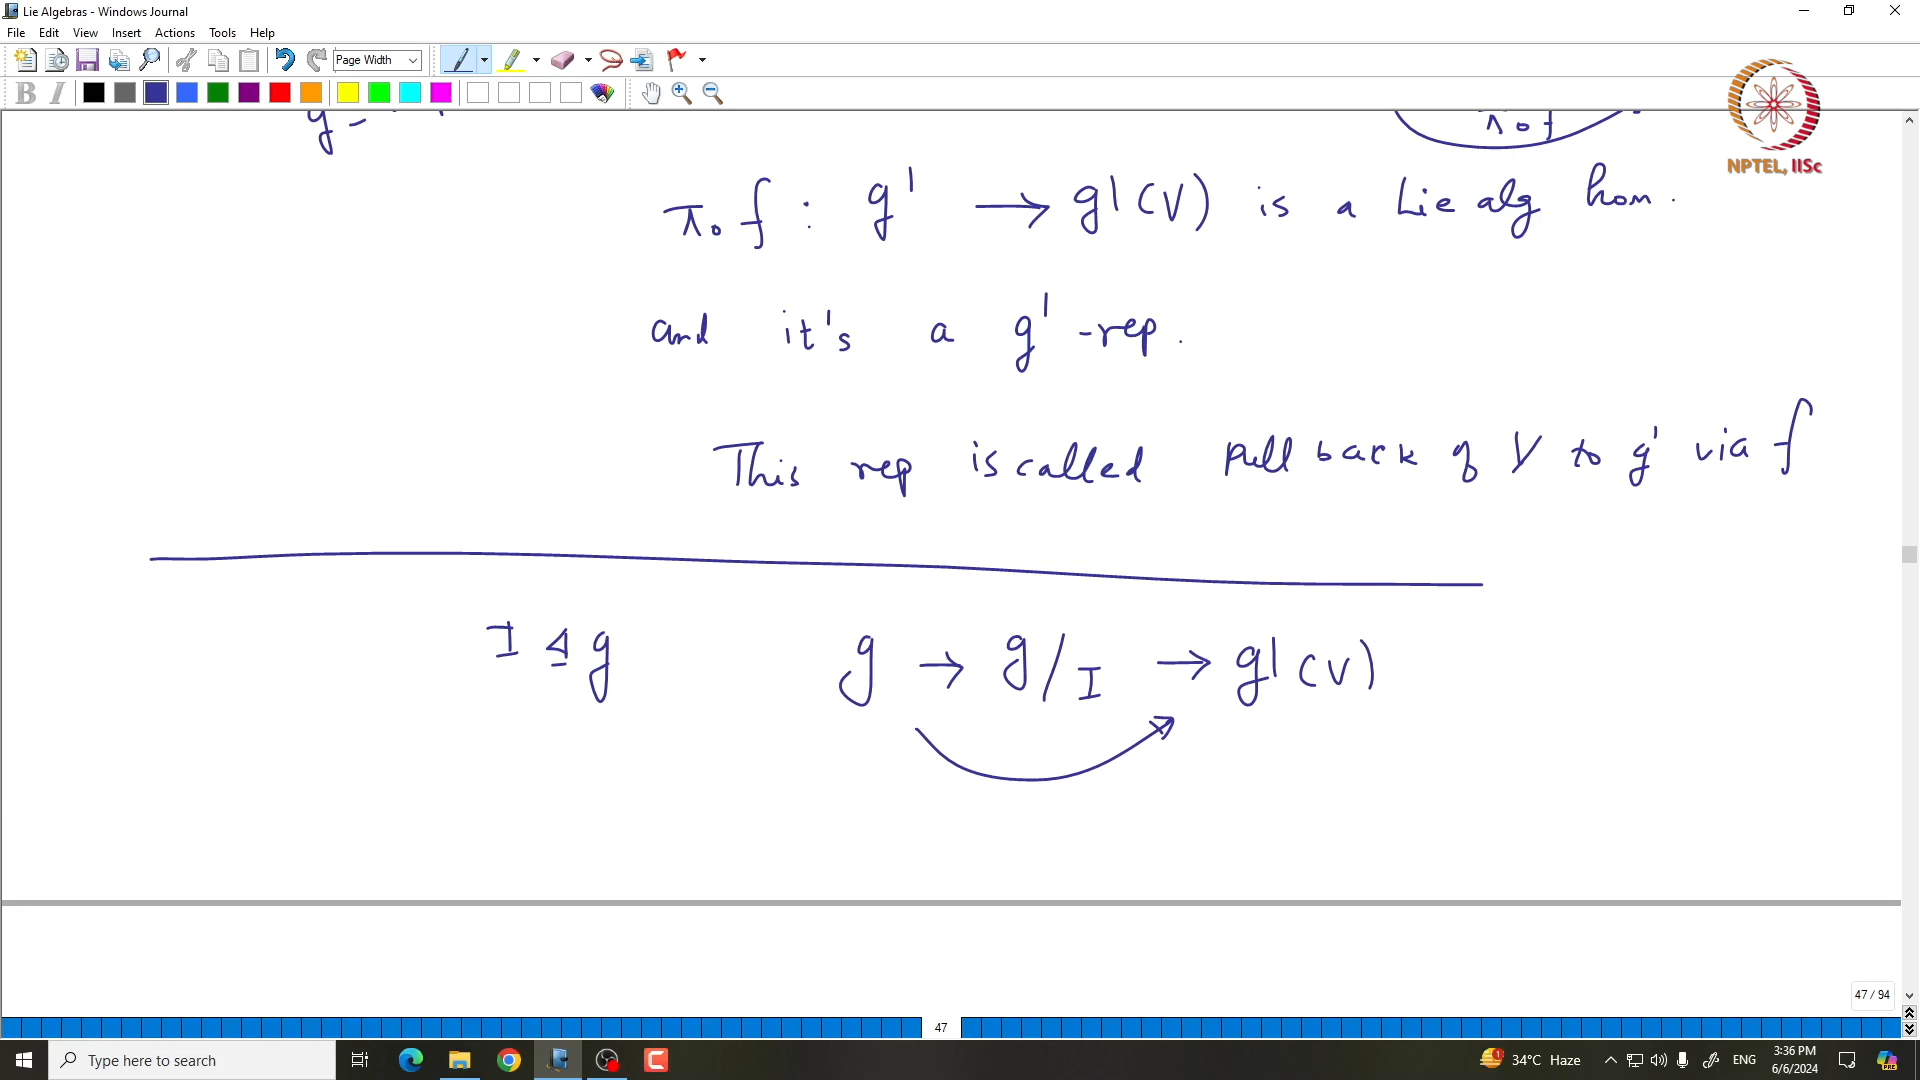 Lie Algebras - Windows Journal
File Edit View Insert Actions Tools Help
Page Width
B I
π∘f
NPTEL, IISc
π∘f : g' → gl(V) is a Lie alg hom.
and it's a g'-rep.
This rep is called pull back of V to g' via f
I ⊴ g g → g/I → gl(V)
47 / 94
47
Type here to search
1
34°C Haze
ENG
3:36 PM
6/6/2024